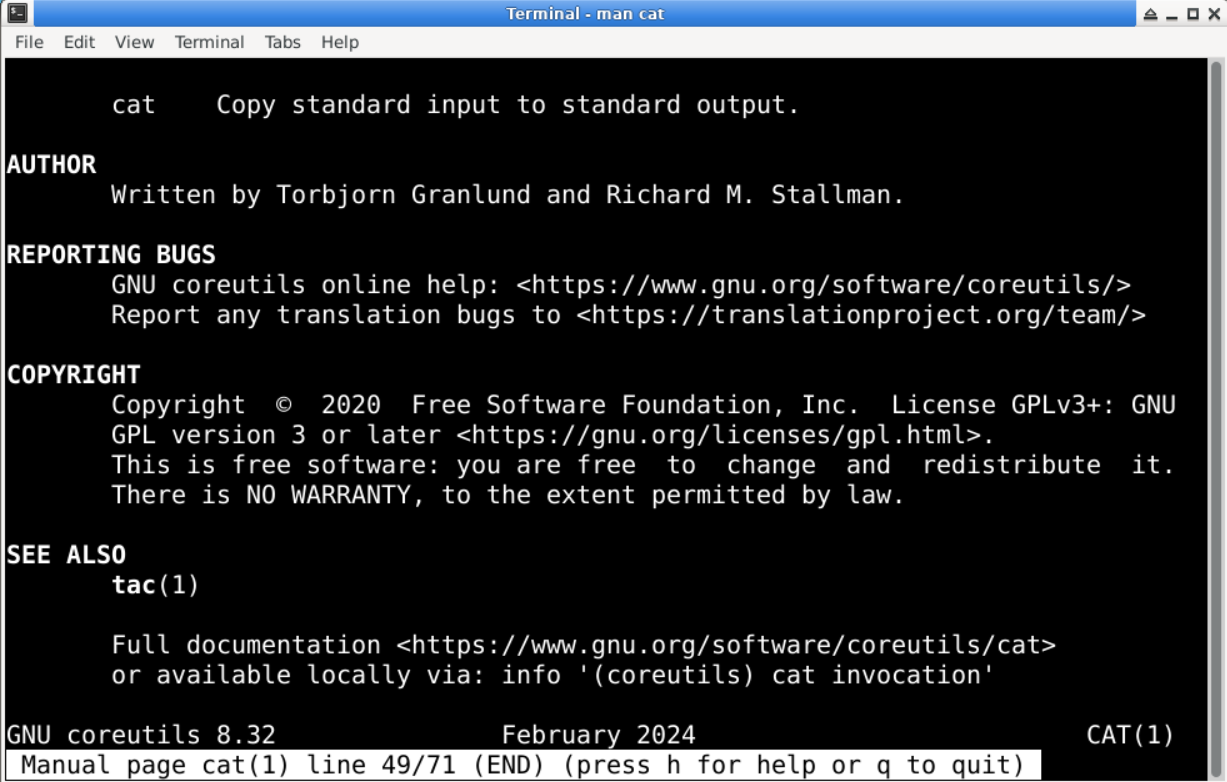 Terminal - man cat
File Edit View Terminal Tabs Help
cat    Copy standard input to standard output.
AUTHOR
Written by Torbjorn Granlund and Richard M. Stallman.
REPORTING BUGS
GNU coreutils online help: <https://www.gnu.org/software/coreutils/>
Report any translation bugs to <https://translationproject.org/team/>
COPYRIGHT
Copyright  ©  2020  Free Software Foundation, Inc.  License GPLv3+: GNU
GPL version 3 or later <https://gnu.org/licenses/gpl.html>.
This is free software: you are free  to  change  and  redistribute  it.
There is NO WARRANTY, to the extent permitted by law.
SEE ALSO
tac(1)
Full documentation <https://www.gnu.org/software/coreutils/cat>
or available locally via: info '(coreutils) cat invocation'
GNU coreutils 8.32               February 2024                          CAT(1)
Manual page cat(1) line 49/71 (END) (press h for help or q to quit)